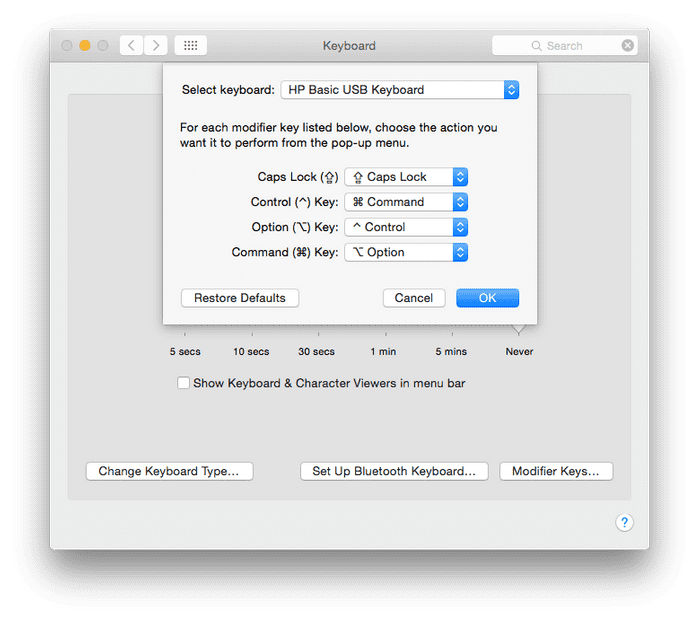 Keyboard
Search
Select keyboard: HP Basic USB Keyboard
For each modifier key listed below, choose the action you
want it to perform from the pop-up menu.
Caps Lock (⇪) ⇪ Caps Lock
Control (^) Key: ⌘ Command
Option (⌥) Key: ^ Control
Command (⌘) Key: ⌥ Option
Restore Defaults Cancel OK
5 secs 10 secs 30 secs 1 min 5 mins Never
Show Keyboard & Character Viewers in menu bar
Change Keyboard Type... Set Up Bluetooth Keyboard... Modifier Keys...
?